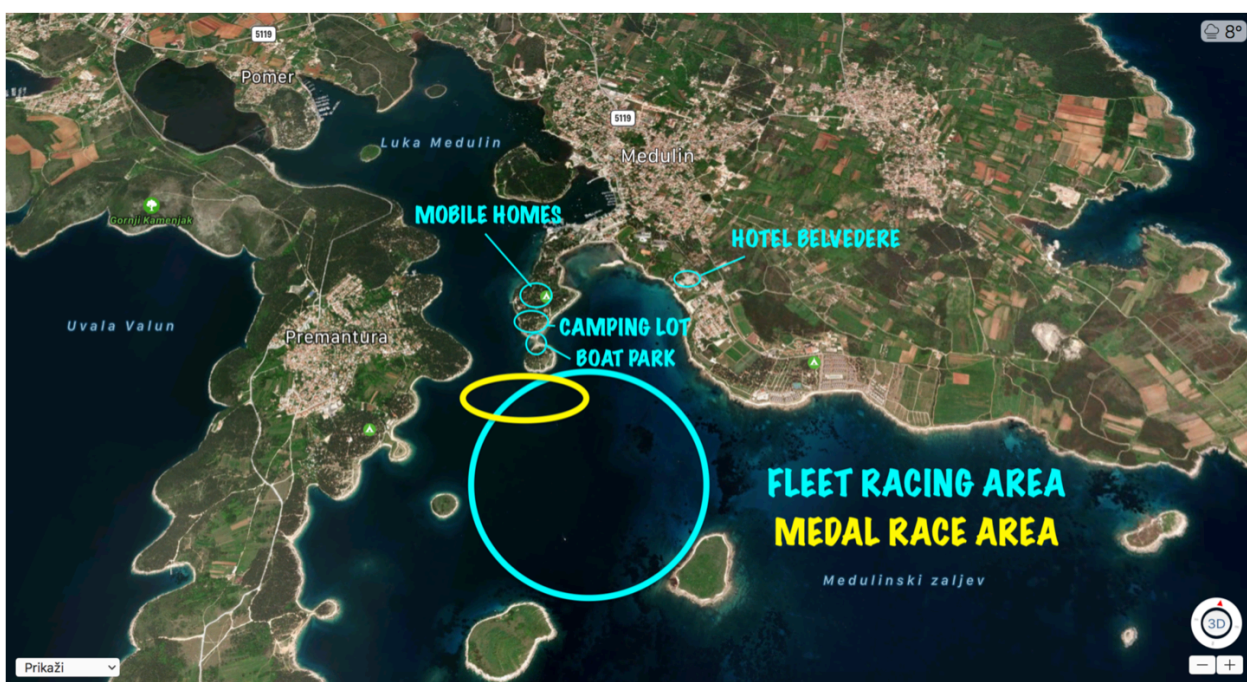 8°
5119
Pomer
Luka Medulin
5119
Medulin
Gornji Kamenjak
MOBILE HOMES
HOTEL BELVEDERE
Uvala Valun
Premantura
CAMPING LOT
BOAT PARK
FLEET RACING AREA
MEDAL RACE AREA
Medulinski zaljev
3D
Prikaži
− +